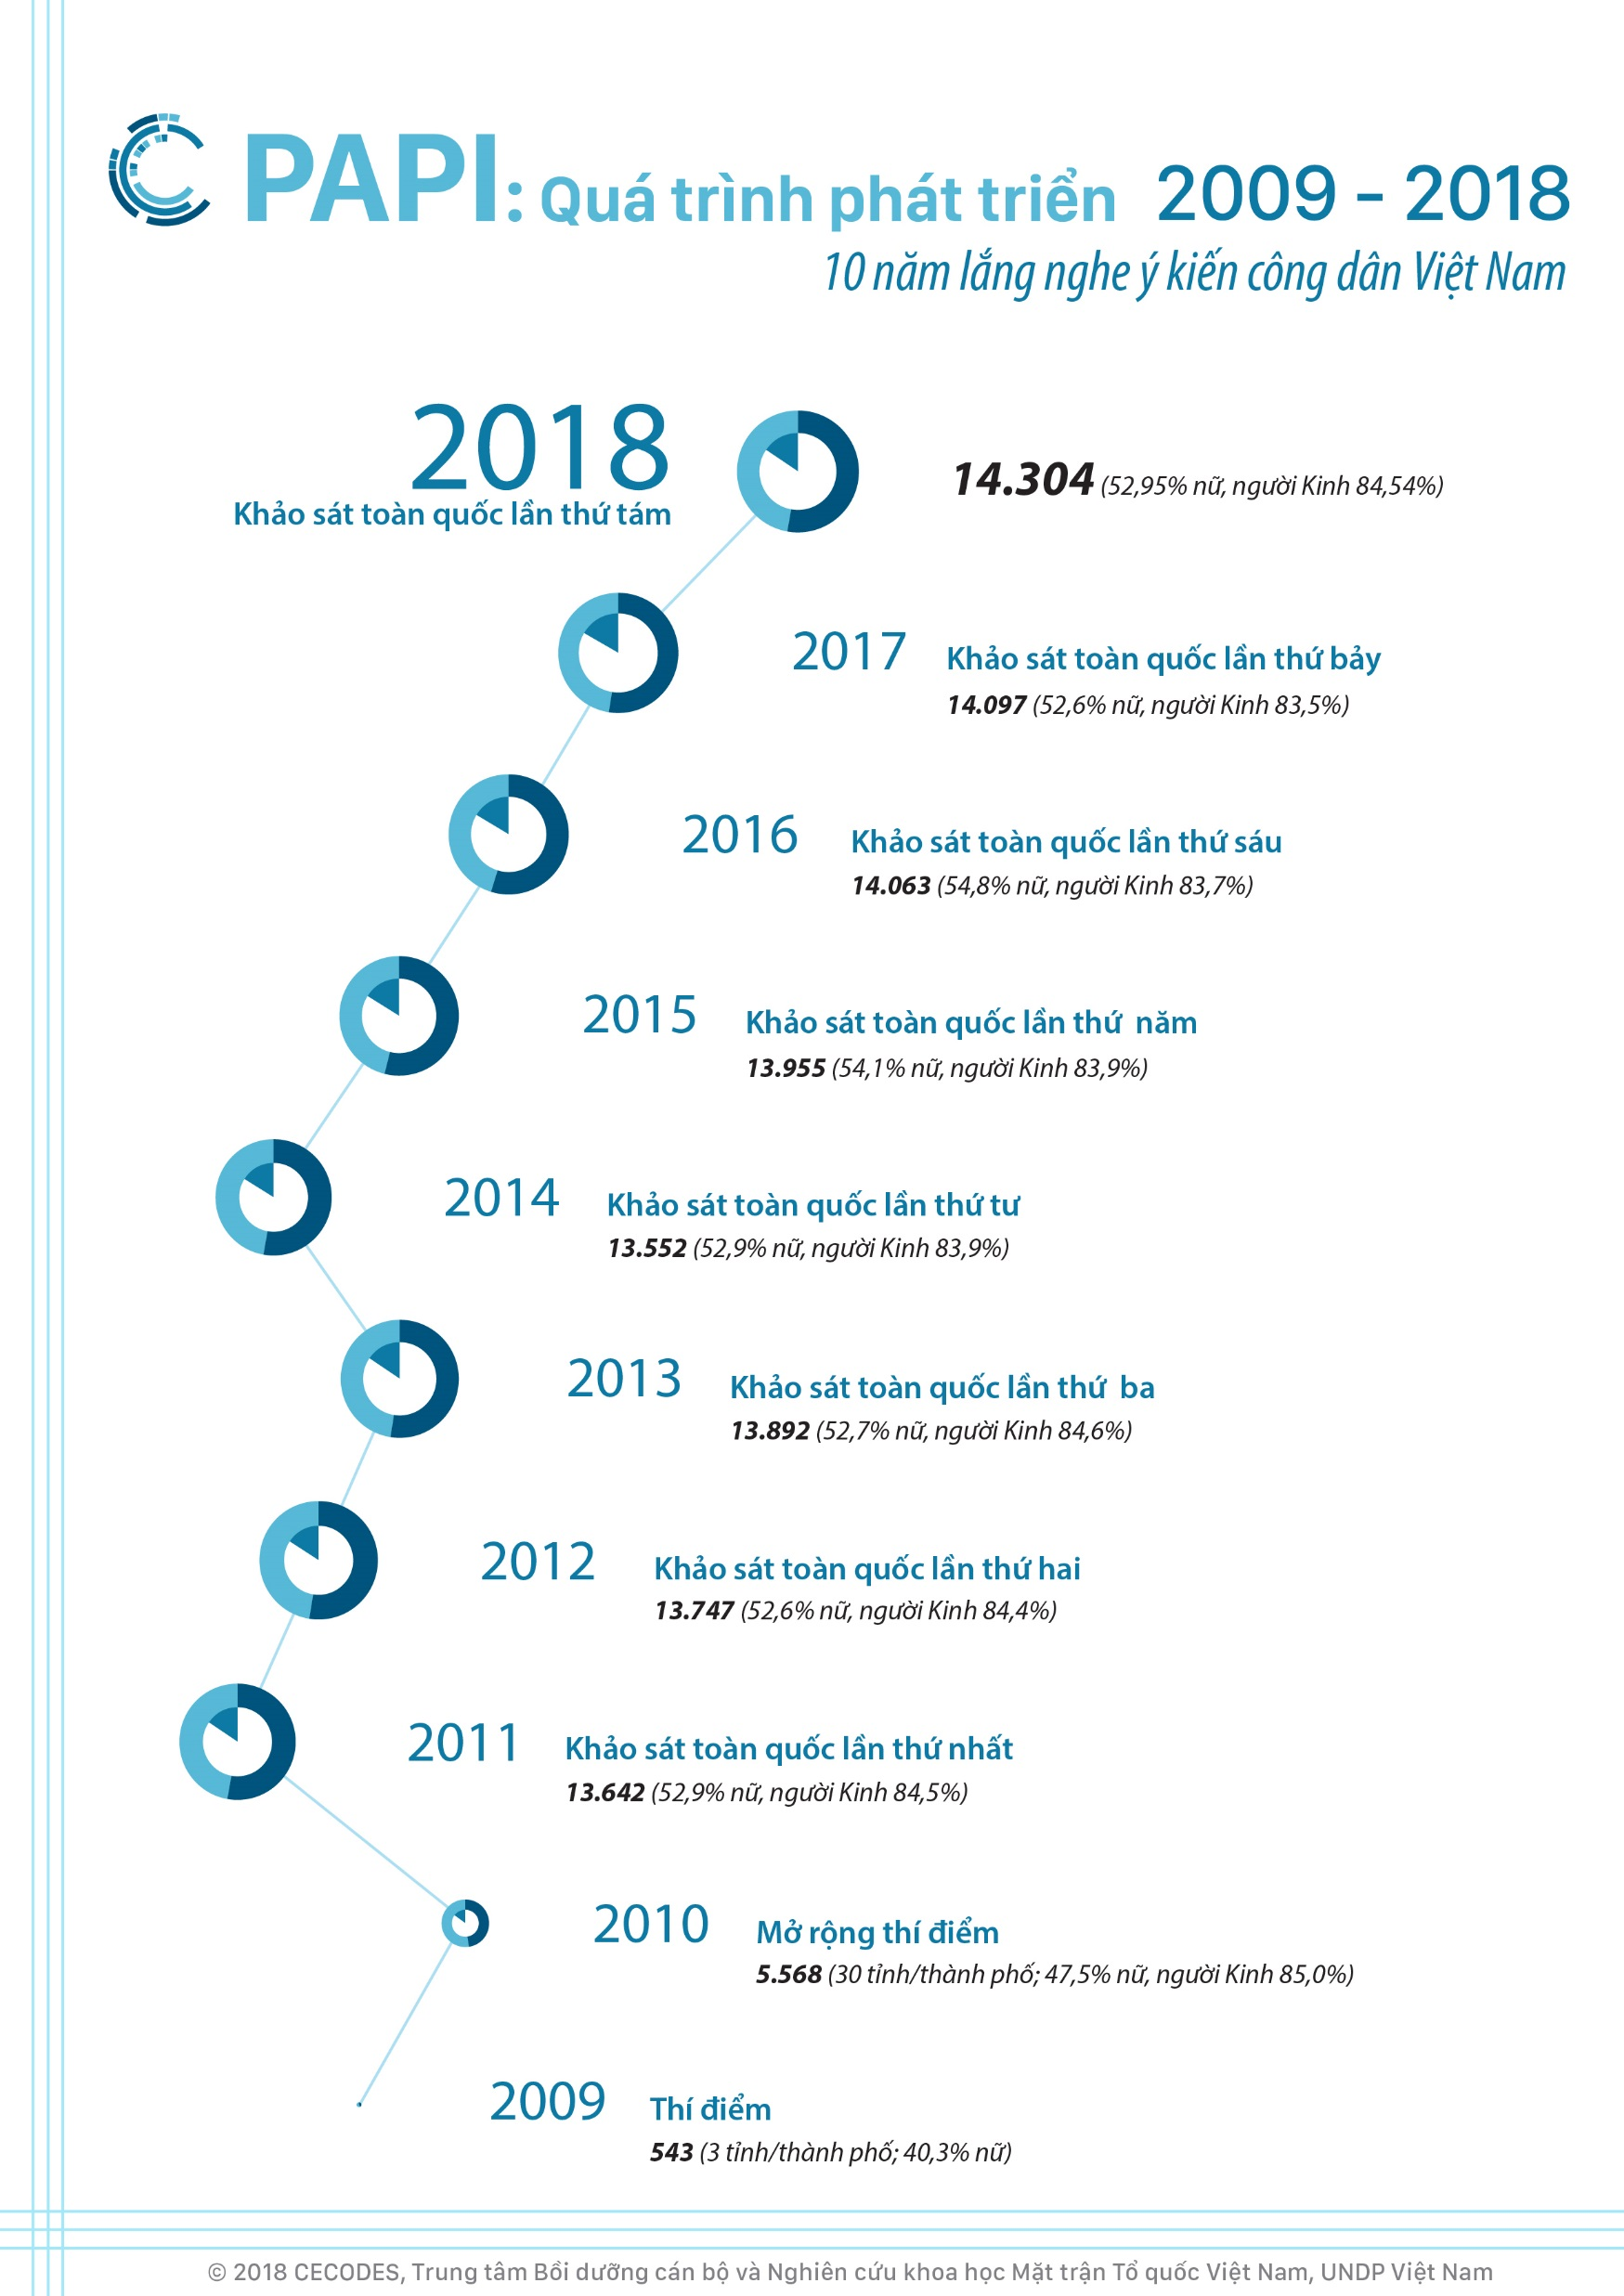 PAPI: Quá trình phát triển 2009 - 2018
10 năm lắng nghe ý kiến công dân Việt Nam
2018
Khảo sát toàn quốc lần thứ tám
14.304 (52,95% nữ, người Kinh 84,54%)
2017 Khảo sát toàn quốc lần thứ bảy
14.097 (52,6% nữ, người Kinh 83,5%)
2016 Khảo sát toàn quốc lần thứ sáu
14.063 (54,8% nữ, người Kinh 83,7%)
2015 Khảo sát toàn quốc lần thứ năm
13.955 (54,1% nữ, người Kinh 83,9%)
2014 Khảo sát toàn quốc lần thứ tư
13.552 (52,9% nữ, người Kinh 83,9%)
2013 Khảo sát toàn quốc lần thứ ba
13.892 (52,7% nữ, người Kinh 84,6%)
2012 Khảo sát toàn quốc lần thứ hai
13.747 (52,6% nữ, người Kinh 84,4%)
2011 Khảo sát toàn quốc lần thứ nhất
13.642 (52,9% nữ, người Kinh 84,5%)
2010 Mở rộng thí điểm
5.568 (30 tỉnh/thành phố; 47,5% nữ, người Kinh 85,0%)
2009 Thí điểm
543 (3 tỉnh/thành phố; 40,3% nữ)
© 2018 CECODES, Trung tâm Bồi dưỡng cán bộ và Nghiên cứu khoa học Mặt trận Tổ quốc Việt Nam, UNDP Việt Nam